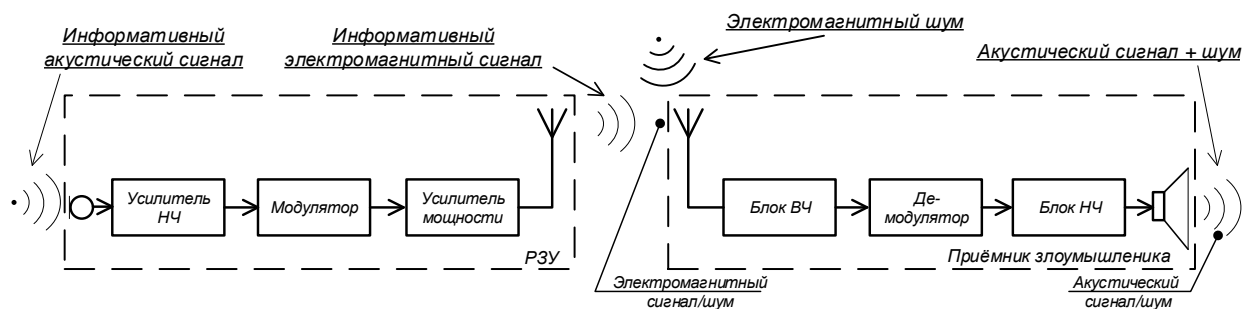 Информативный
акустический сигнал
Информативный
электромагнитный сигнал
Электромагнитный шум
Акустический сигнал + шум
Усилитель
НЧ
Модулятор
Усилитель
мощности
РЗУ
Блок ВЧ
Де-
модулятор
Блок НЧ
Приёмник злоумышленика
Электромагнитный
сигнал/шум
Акустический
сигнал/шум